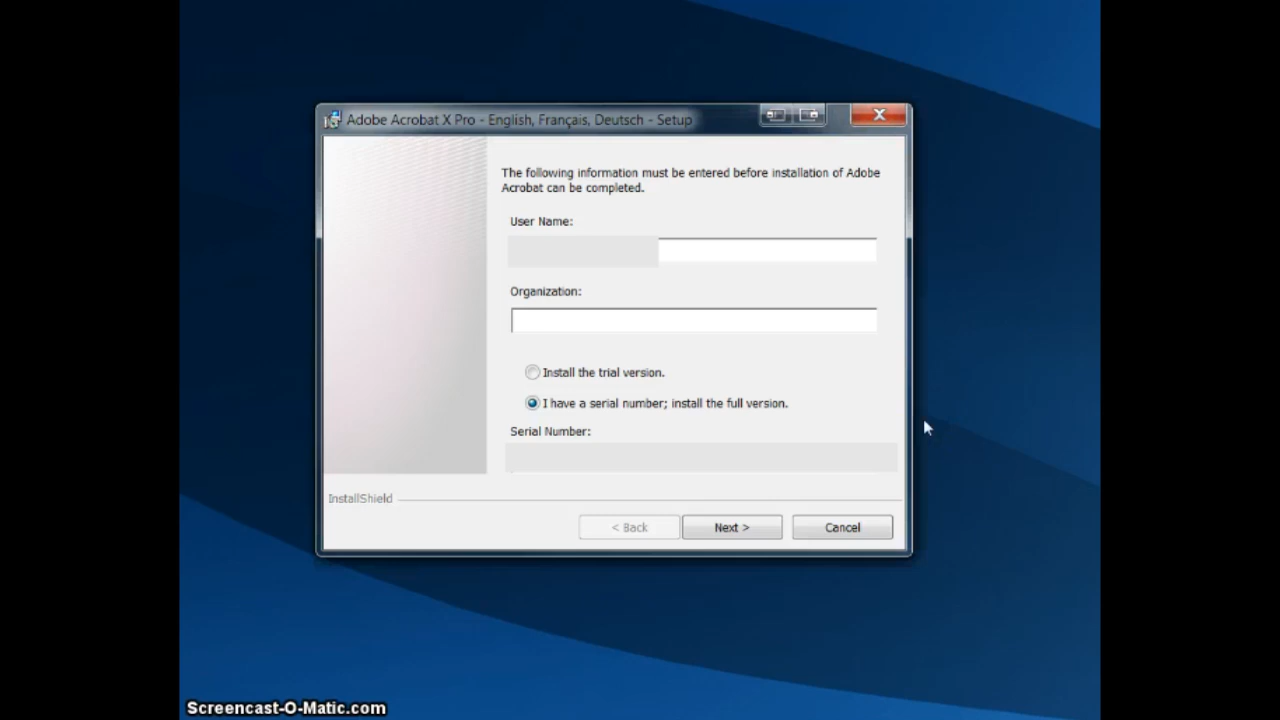 Adobe Acrobat X Pro - English, Français, Deutsch - Setup
The following information must be entered before installation of Adobe
Acrobat can be completed.
User Name:
Organization:
Install the trial version.
I have a serial number; install the full version.
Serial Number:
InstallShield
< Back
Next >
Cancel
Screencast-O-Matic.com